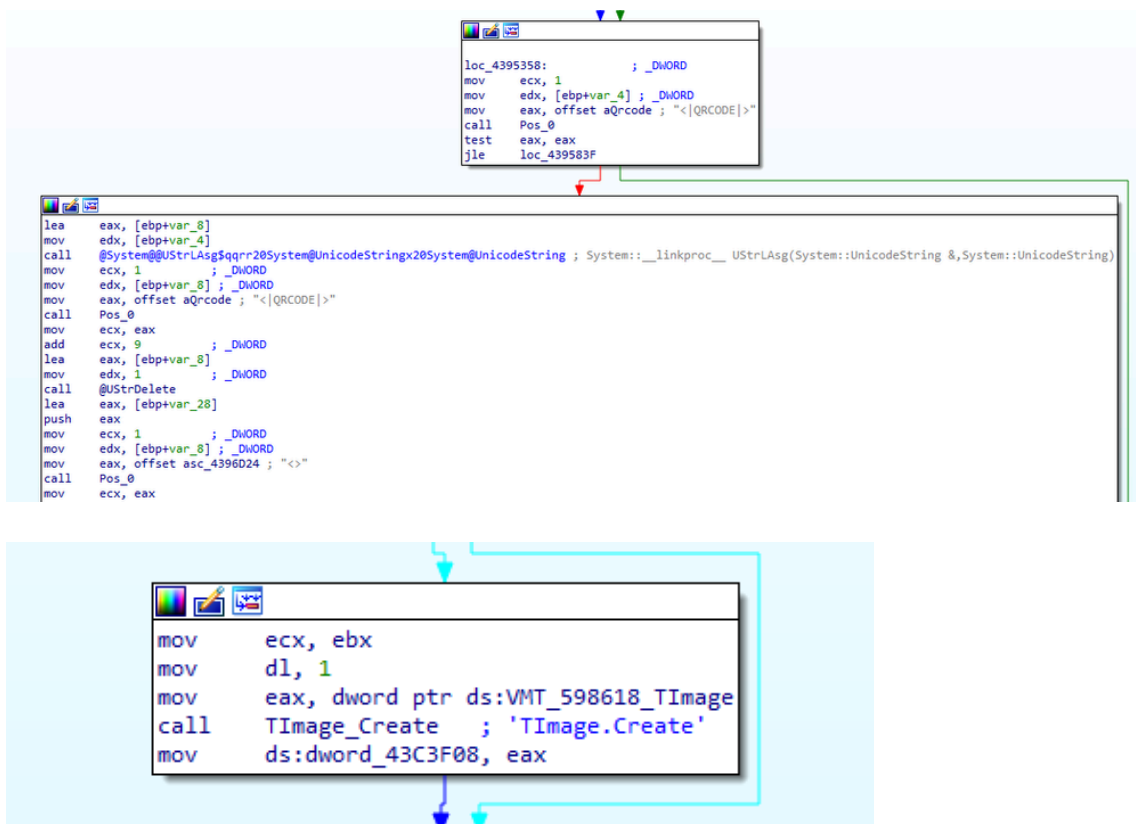 loc_4395358: ; _DWORD
mov ecx, 1
mov edx, [ebp+var_4] ; _DWORD
mov eax, offset aQrcode ; "<|QRCODE|>"
call Pos_0
test eax, eax
jle loc_439583F
lea eax, [ebp+var_8]
mov edx, [ebp+var_4]
call @System@@UStrLAsg$qqrr20System@UnicodeStringx20System@UnicodeString ; System::__linkproc__ UStrLAsg(System::UnicodeString &,System::UnicodeString)
mov ecx, 1 ; _DWORD
mov edx, [ebp+var_8] ; _DWORD
mov eax, offset aQrcode ; "<|QRCODE|>"
call Pos_0
mov ecx, eax
add ecx, 9 ; _DWORD
lea eax, [ebp+var_8]
mov edx, 1 ; _DWORD
call @UStrDelete
lea eax, [ebp+var_28]
push eax
mov ecx, 1 ; _DWORD
mov edx, [ebp+var_8] ; _DWORD
mov eax, offset asc_4396D24 ; "<>"
call Pos_0
mov ecx, eax
mov ecx, ebx
mov dl, 1
mov eax, dword ptr ds:VMT_598618_TImage
call TImage_Create ; 'TImage.Create'
mov ds:dword_43C3F08, eax